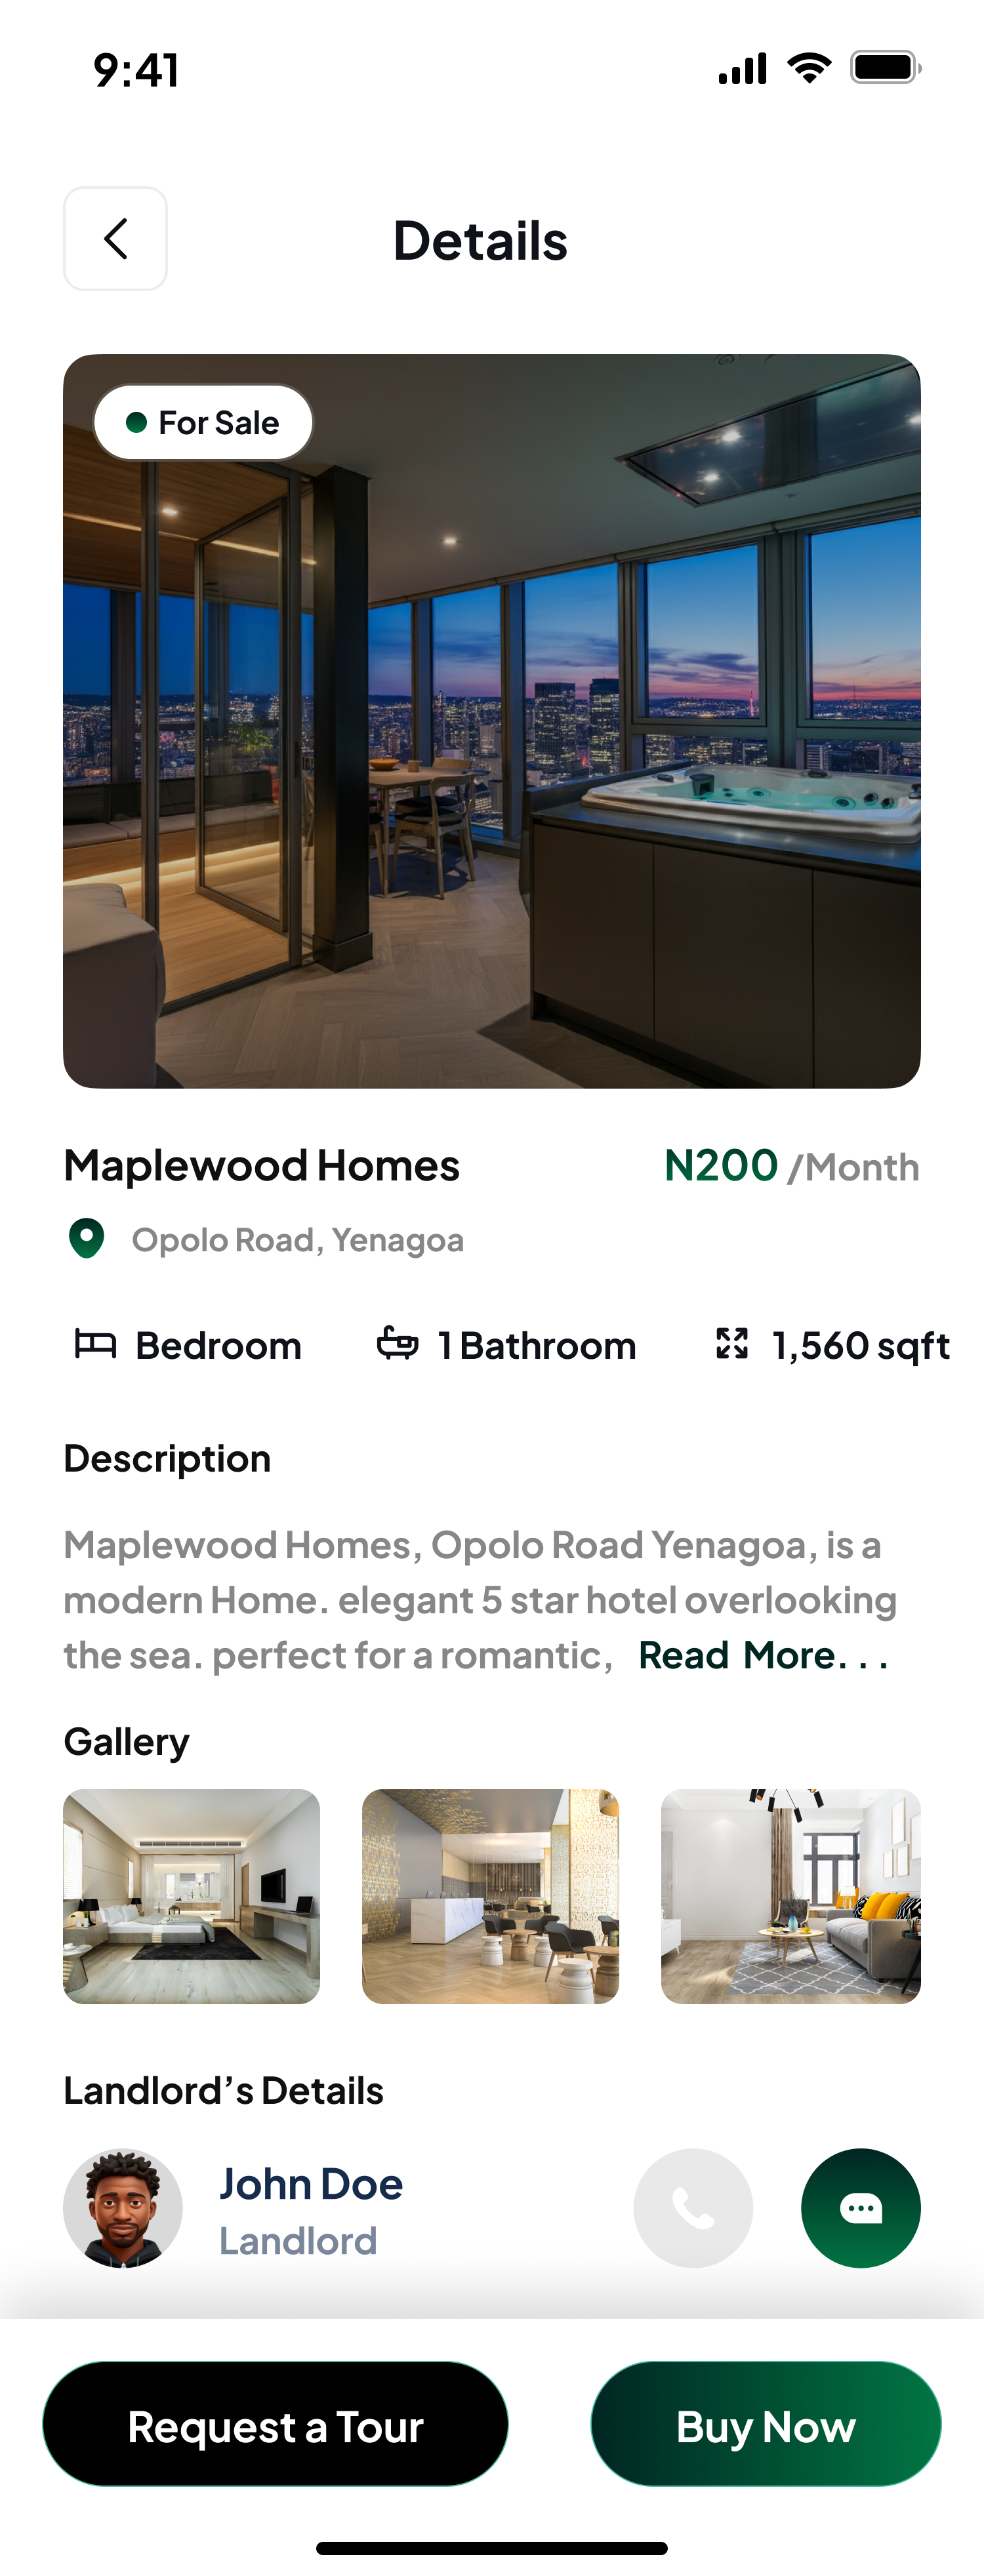 9:41
Details
For Sale
Maplewood Homes
N200 /Month
Opolo Road, Yenagoa
Bedroom
1 Bathroom
1,560 sqft
Description
Maplewood Homes, Opolo Road Yenagoa, is a
modern Home. elegant 5 star hotel overlooking
the sea. perfect for a romantic, Read More. . .
Gallery
Landlord’s Details
John Doe
Landlord
Request a Tour
Buy Now